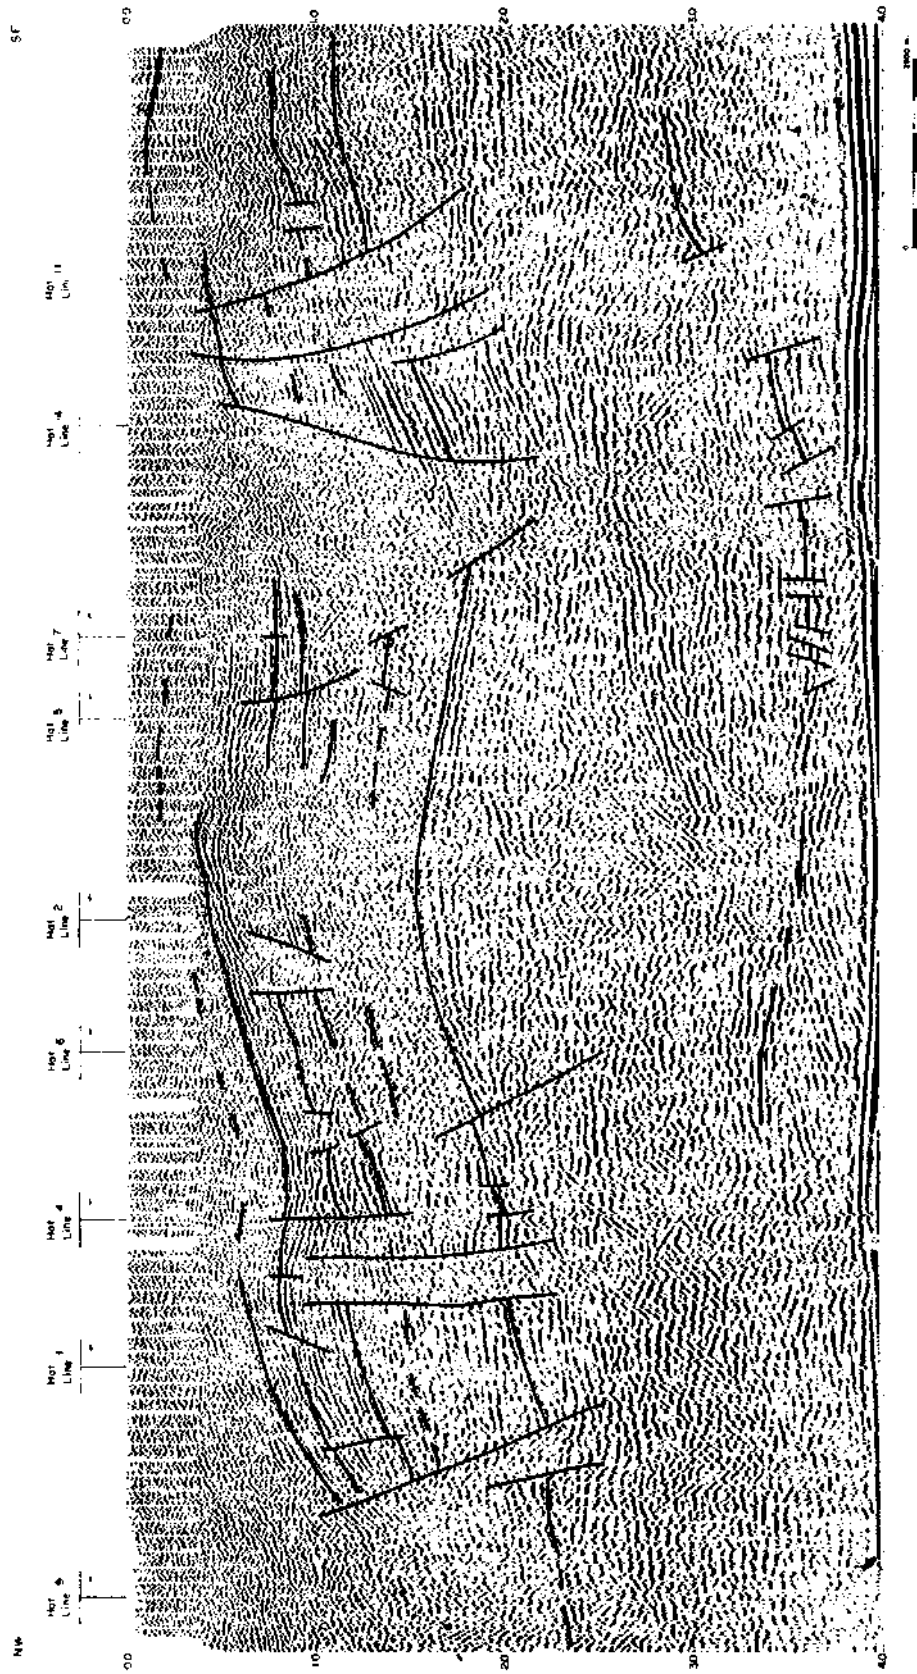 NW
SE
Hat
Line 9
Hat
Line 1
Hat
Line 4
Hat
Line 6
Hat
Line 2
Hat
Line 5
Hat
Line 7
Hat
Line 14
Hat
Line 11
0.0
1.0
2.0
3.0
4.0
0.0
1.0
2.0
3.0
4.0
0
2000 m.